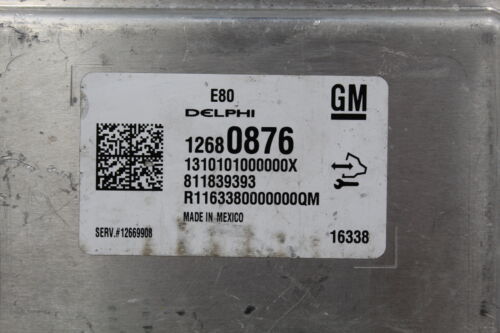 E80
DELPHI
GM
12680876
1310101000000X
811839393
R1163380000000QM
MADE IN MEXICO
SERV.#12669908
16338